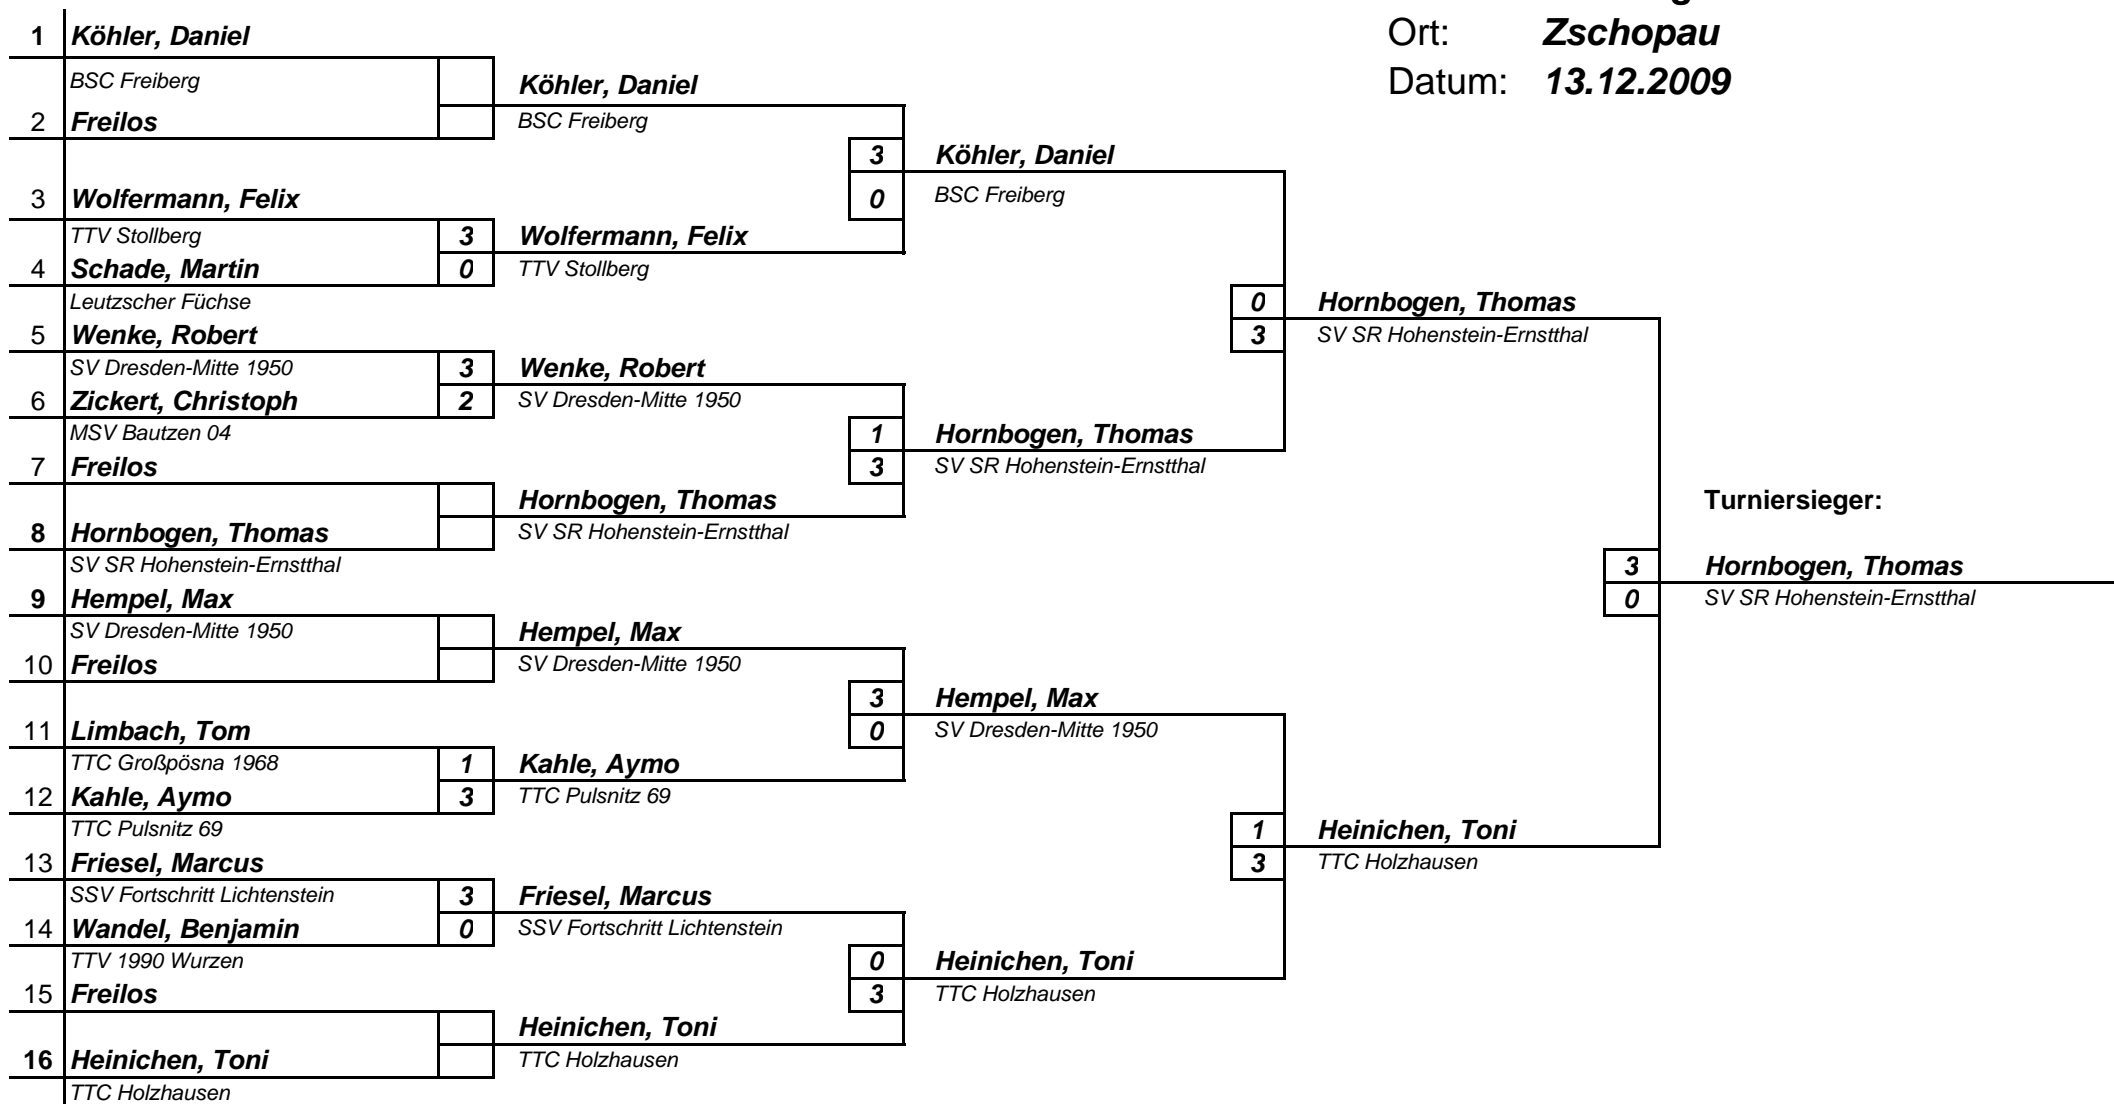 Ort: Zschopau
Datum: 13.12.2009
1 Köhler, Daniel
BSC Freiberg
2 Freilos
3 Wolfermann, Felix
TTV Stollberg 3
4 Schade, Martin 0
Leutzscher Füchse
5 Wenke, Robert
SV Dresden-Mitte 1950 3
6 Zickert, Christoph 2
MSV Bautzen 04
7 Freilos
8 Hornbogen, Thomas
SV SR Hohenstein-Ernstthal
9 Hempel, Max
SV Dresden-Mitte 1950
10 Freilos
11 Limbach, Tom
TTC Großpösna 1968 1
12 Kahle, Aymo 3
TTC Pulsnitz 69
13 Friesel, Marcus
SSV Fortschritt Lichtenstein 3
14 Wandel, Benjamin 0
TTV 1990 Wurzen
15 Freilos
16 Heinichen, Toni
TTC Holzhausen
Köhler, Daniel
BSC Freiberg
3
0
Wolfermann, Felix
TTV Stollberg
Wenke, Robert
SV Dresden-Mitte 1950
1
3
Hornbogen, Thomas
SV SR Hohenstein-Ernstthal
Hempel, Max
SV Dresden-Mitte 1950
3
0
Kahle, Aymo
TTC Pulsnitz 69
Friesel, Marcus
SSV Fortschritt Lichtenstein
0
3
Heinichen, Toni
TTC Holzhausen
Köhler, Daniel
BSC Freiberg
0
3
Hornbogen, Thomas
SV SR Hohenstein-Ernstthal
Hempel, Max
SV Dresden-Mitte 1950
1
3
Heinichen, Toni
TTC Holzhausen
Hornbogen, Thomas
SV SR Hohenstein-Ernstthal
3
0
Heinichen, Toni
TTC Holzhausen
Turniersieger:
Hornbogen, Thomas
SV SR Hohenstein-Ernstthal